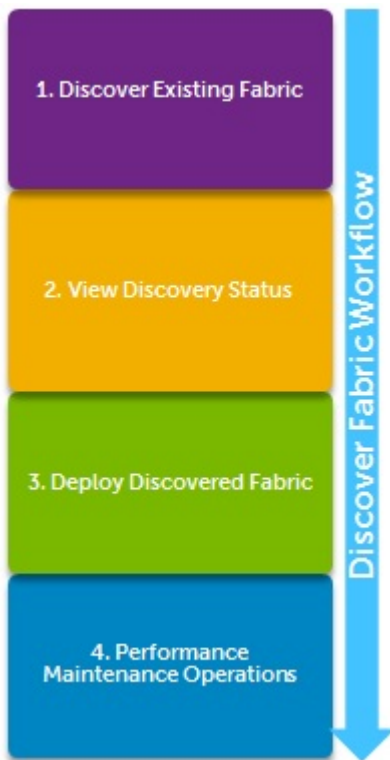 1. Discover Existing Fabric
2. View Discovery Status
3. Deploy Discovered Fabric
4. Performance
Maintenance Operations
Discover Fabric Workflow